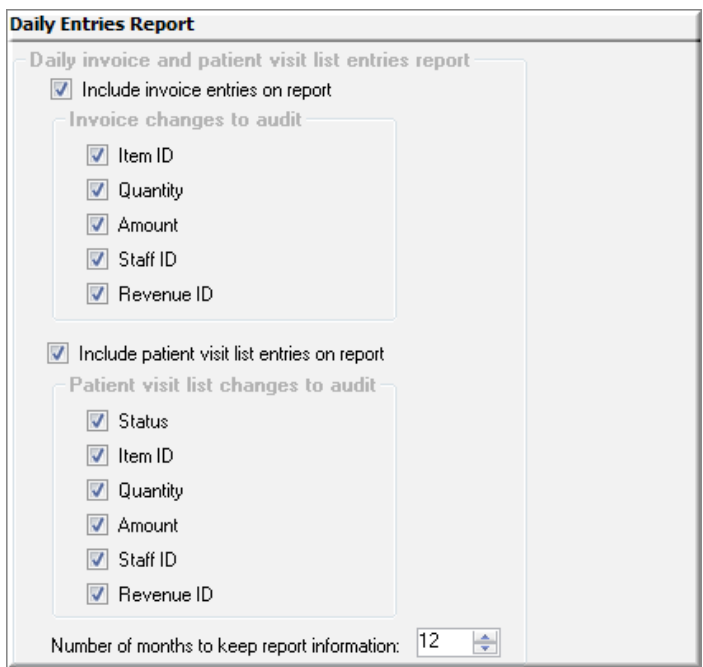 Daily Entries Report
Daily invoice and patient visit list entries report
Include invoice entries on report
Invoice changes to audit
Item ID
Quantity
Amount
Staff ID
Revenue ID
Include patient visit list entries on report
Patient visit list changes to audit
Status
Item ID
Quantity
Amount
Staff ID
Revenue ID
Number of months to keep report information: 12